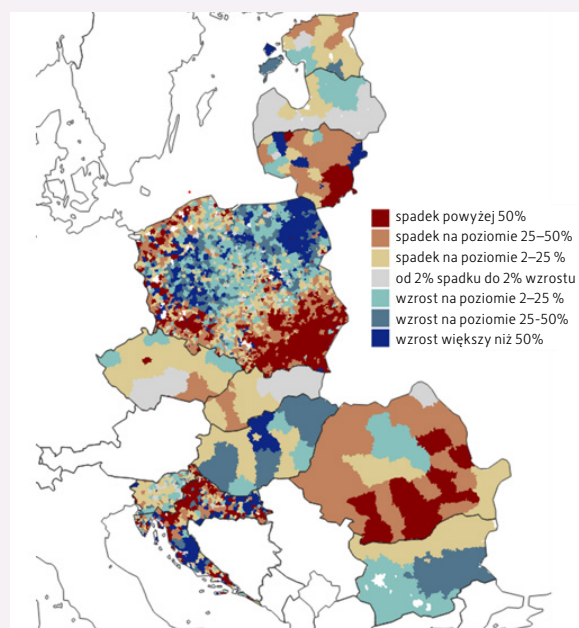 spadek powyżej 50%
spadek na poziomie 25–50%
spadek na poziomie 2–25 %
od 2% spadku do 2% wzrostu
wzrost na poziomie 2–25 %
wzrost na poziomie 25-50%
wzrost większy niż 50%